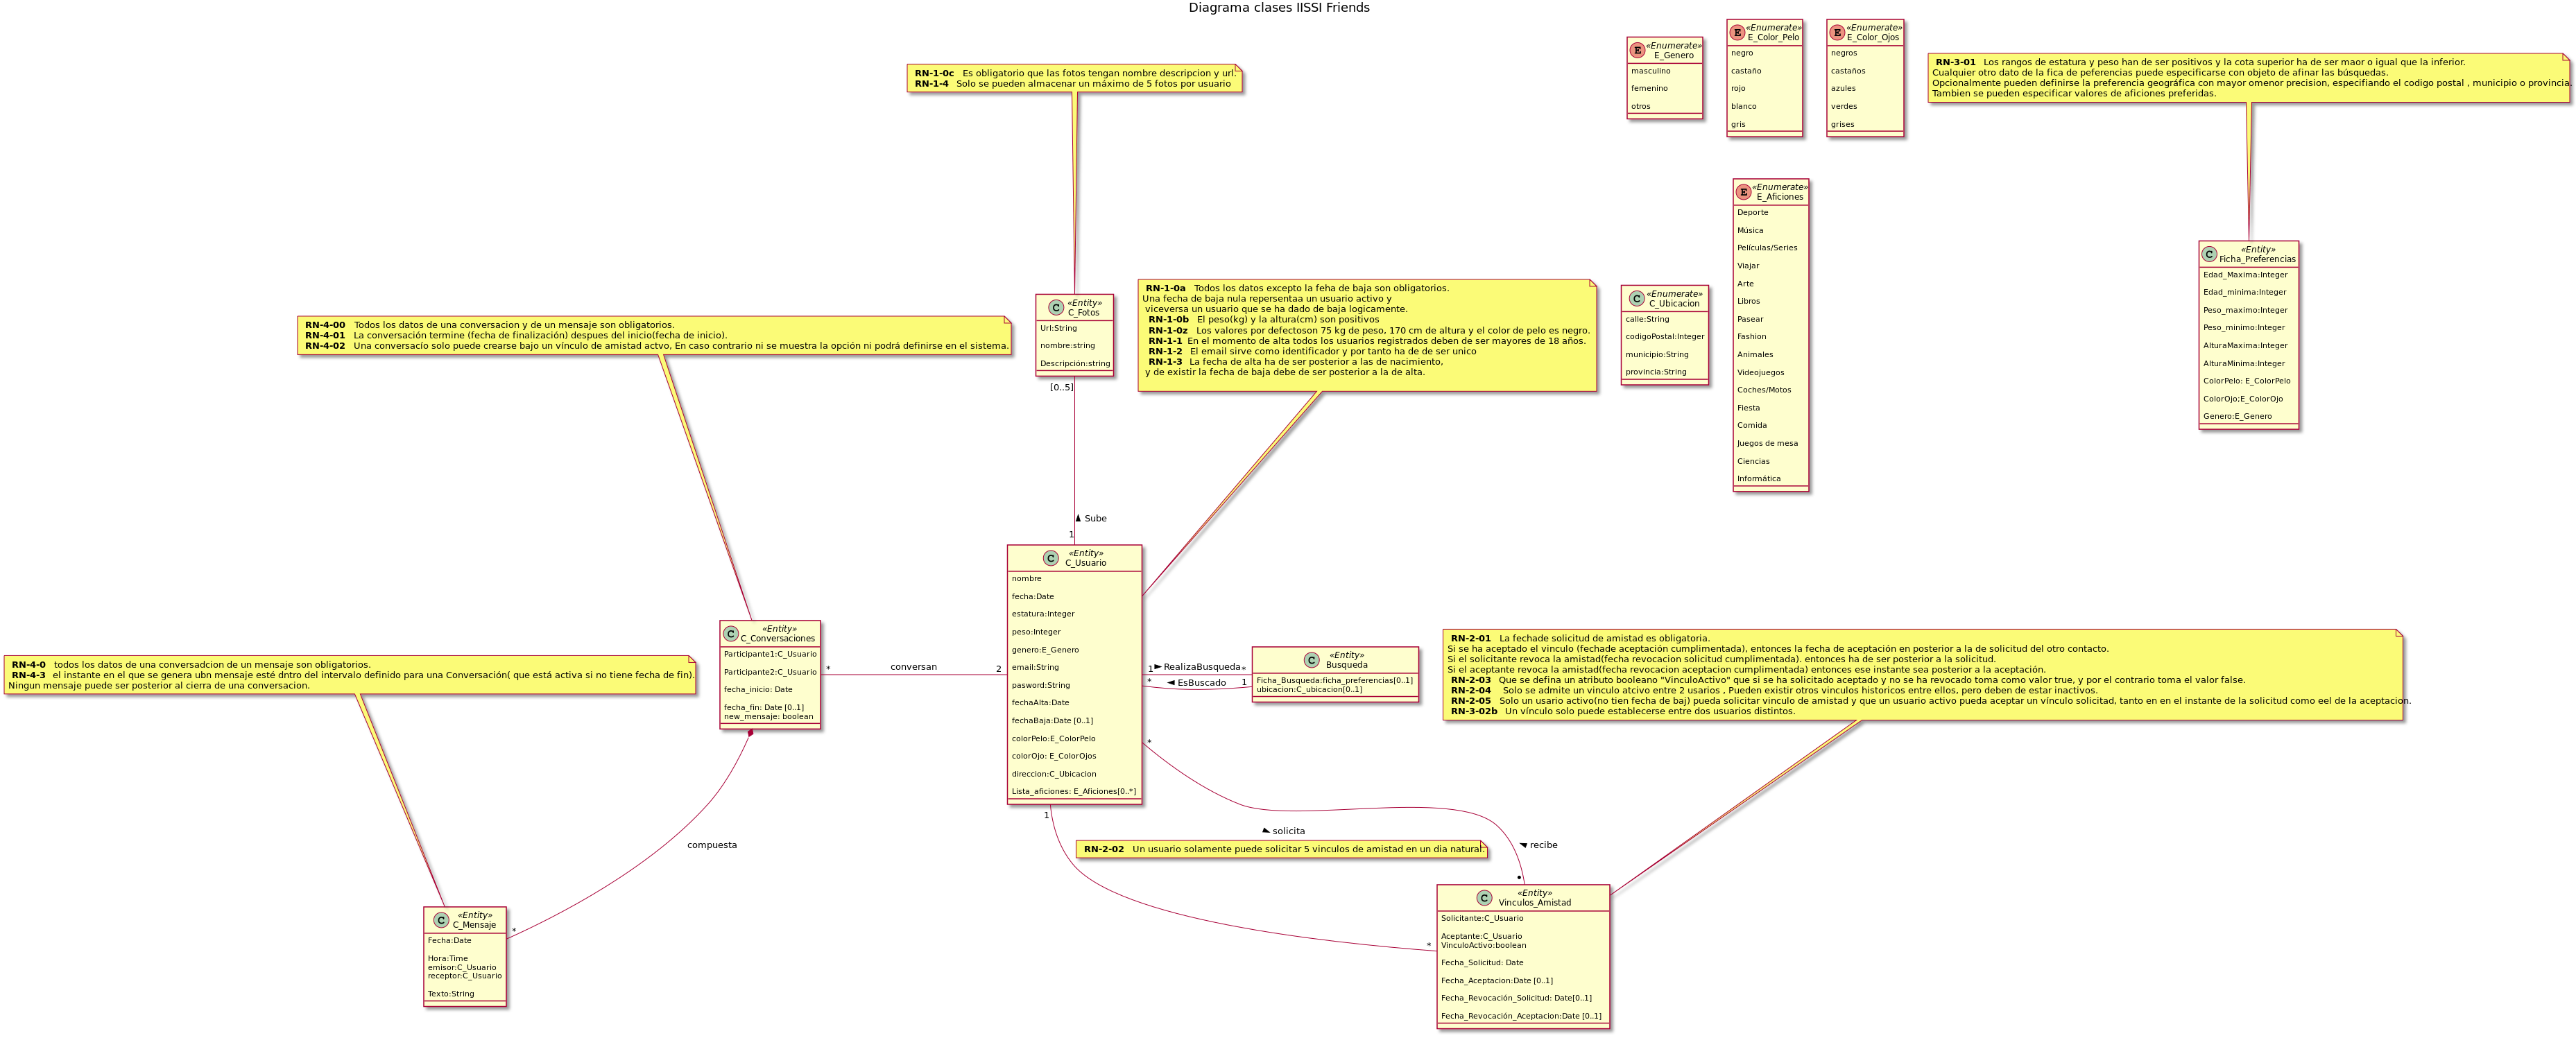 Diagrama clases IISSI Friends
«Enumerate»
E_Genero
masculino
femenino
otros
«Enumerate»
E_Color_Pelo
negro
castaño
rojo
blanco
gris
«Enumerate»
E_Color_Ojos
negros
castaños
azules
verdes
grises
RN-3-01 Los rangos de estatura y peso han de ser positivos y la cota superior ha de ser maor o igual que la inferior.
Cualquier otro dato de la fica de peferencias puede especificarse con objeto de afinar las búsquedas.
Opcionalmente pueden definirse la preferencia geográfica con mayor omenor precision, especifiando el codigo postal , municipio o provincia.
Tambien se pueden especificar valores de aficiones preferidas.
RN-1-0c Es obligatorio que las fotos tengan nombre descripcion y url.
RN-1-4 Solo se pueden almacenar un máximo de 5 fotos por usuario
«Enumerate»
E_Aficiones
Deporte
Música
Películas/Series
Viajar
Arte
Libros
Pasear
Fashion
Animales
Videojuegos
Coches/Motos
Fiesta
Comida
Juegos de mesa
Ciencias
Informática
«Entity»
Ficha_Preferencias
Edad_Maxima:Integer
Edad_minima:Integer
Peso_maximo:Integer
Peso_minimo:Integer
AlturaMaxima:Integer
AlturaMinima:Integer
ColorPelo: E_ColorPelo
ColorOjo;E_ColorOjo
Genero:E_Genero
RN-4-00 Todos los datos de una conversacion y de un mensaje son obligatorios.
RN-4-01 La conversación termine (fecha de finalización) despues del inicio(fecha de inicio).
RN-4-02 Una conversacío solo puede crearse bajo un vínculo de amistad actvo, En caso contrario ni se muestra la opción ni podrá definirse en el sistema.
«Entity»
C_Fotos
Url:String
nombre:string
Descripción:string
RN-1-0a Todos los datos excepto la feha de baja son obligatorios.
Una fecha de baja nula repersentaa un usuario activo y
viceversa un usuario que se ha dado de baja logicamente.
RN-1-0b El peso(kg) y la altura(cm) son positivos
RN-1-0z Los valores por defectoson 75 kg de peso, 170 cm de altura y el color de pelo es negro.
RN-1-1 En el momento de alta todos los usuarios registrados deben de ser mayores de 18 años.
RN-1-2 El email sirve como identificador y por tanto ha de ser unico
RN-1-3 La fecha de alta ha de ser posterior a las de nacimiento,
y de existir la fecha de baja debe de ser posterior a la de alta.
«Enumerate»
C_Ubicacion
calle:String
codigoPostal:Integer
municipio:String
provincia:String
[0..5]
Sube
1
«Entity»
C_Usuario
nombre
fecha:Date
estatura:Integer
peso:Integer
genero:E_Genero
email:String
pasword:String
fechaAlta:Date
fechaBaja:Date [0..1]
colorPelo:E_ColorPelo
colorOjo: E_ColorOjos
direccion:C_Ubicacion
Lista_aficiones: E_Aficiones[0..*]
«Entity»
C_Conversaciones
Participante1:C_Usuario
Participante2:C_Usuario
fecha_inicio: Date
fecha_fin: Date [0..1]
new_mensaje: boolean
* conversan 2
1 RealizaBusqueda *
* EsBuscado 1
«Entity»
Busqueda
Ficha_Busqueda:ficha_preferencias[0..1]
ubicacion:C_ubicacion[0..1]
RN-4-0 todos los datos de una conversadcion de un mensaje son obligatorios.
RN-4-3 el instante en el que se genera ubn mensaje esté dntro del intervalo definido para una Conversación( que está activa si no tiene fecha de fin).
Ningun mensaje puede ser posterior al cierra de una conversacion.
RN-2-01 La fechade solicitud de amistad es obligatoria.
Si se ha aceptado el vinculo (fechade aceptación cumplimentada), entonces la fecha de aceptación en posterior a la de solicitud del otro contacto.
Si el solicitante revoca la amistad(fecha revocacion solicitud cumplimentada). entonces ha de ser posterior a la solicitud.
Si el aceptante revoca la amistad(fecha revocacion aceptacion cumplimentada) entonces ese instante sea posterior a la aceptación.
RN-2-03 Que se defina un atributo booleano "VinculoActivo" que si se ha solicitado aceptado y no se ha revocado toma como valor true, y por el contrario toma el valor false.
RN-2-04 Solo se admite un vinculo atcivo entre 2 usarios , Pueden existir otros vinculos historicos entre ellos, pero deben de estar inactivos.
RN-2-05 Solo un usario activo(no tien fecha de baj) pueda solicitar vinculo de amistad y que un usuario activo pueda aceptar un vínculo solicitad, tanto en en el instante de la solicitud como eel de la aceptacion.
RN-3-02b Un vínculo solo puede establecerse entre dos usuarios distintos.
*
1
solicita
RN-2-02 Un usuario solamente puede solicitar 5 vinculos de amistad en un dia natural.
recibe
compuesta
*
*
«Entity»
C_Mensaje
Fecha:Date
Hora:Time
emisor:C_Usuario
receptor:C_Usuario
Texto:String
«Entity»
Vinculos_Amistad
Solicitante:C_Usuario
Aceptante:C_Usuario
VinculoActivo:boolean
Fecha_Solicitud: Date
Fecha_Aceptacion:Date [0..1]
Fecha_Revocación_Solicitud: Date[0..1]
Fecha_Revocación_Aceptacion:Date [0..1]